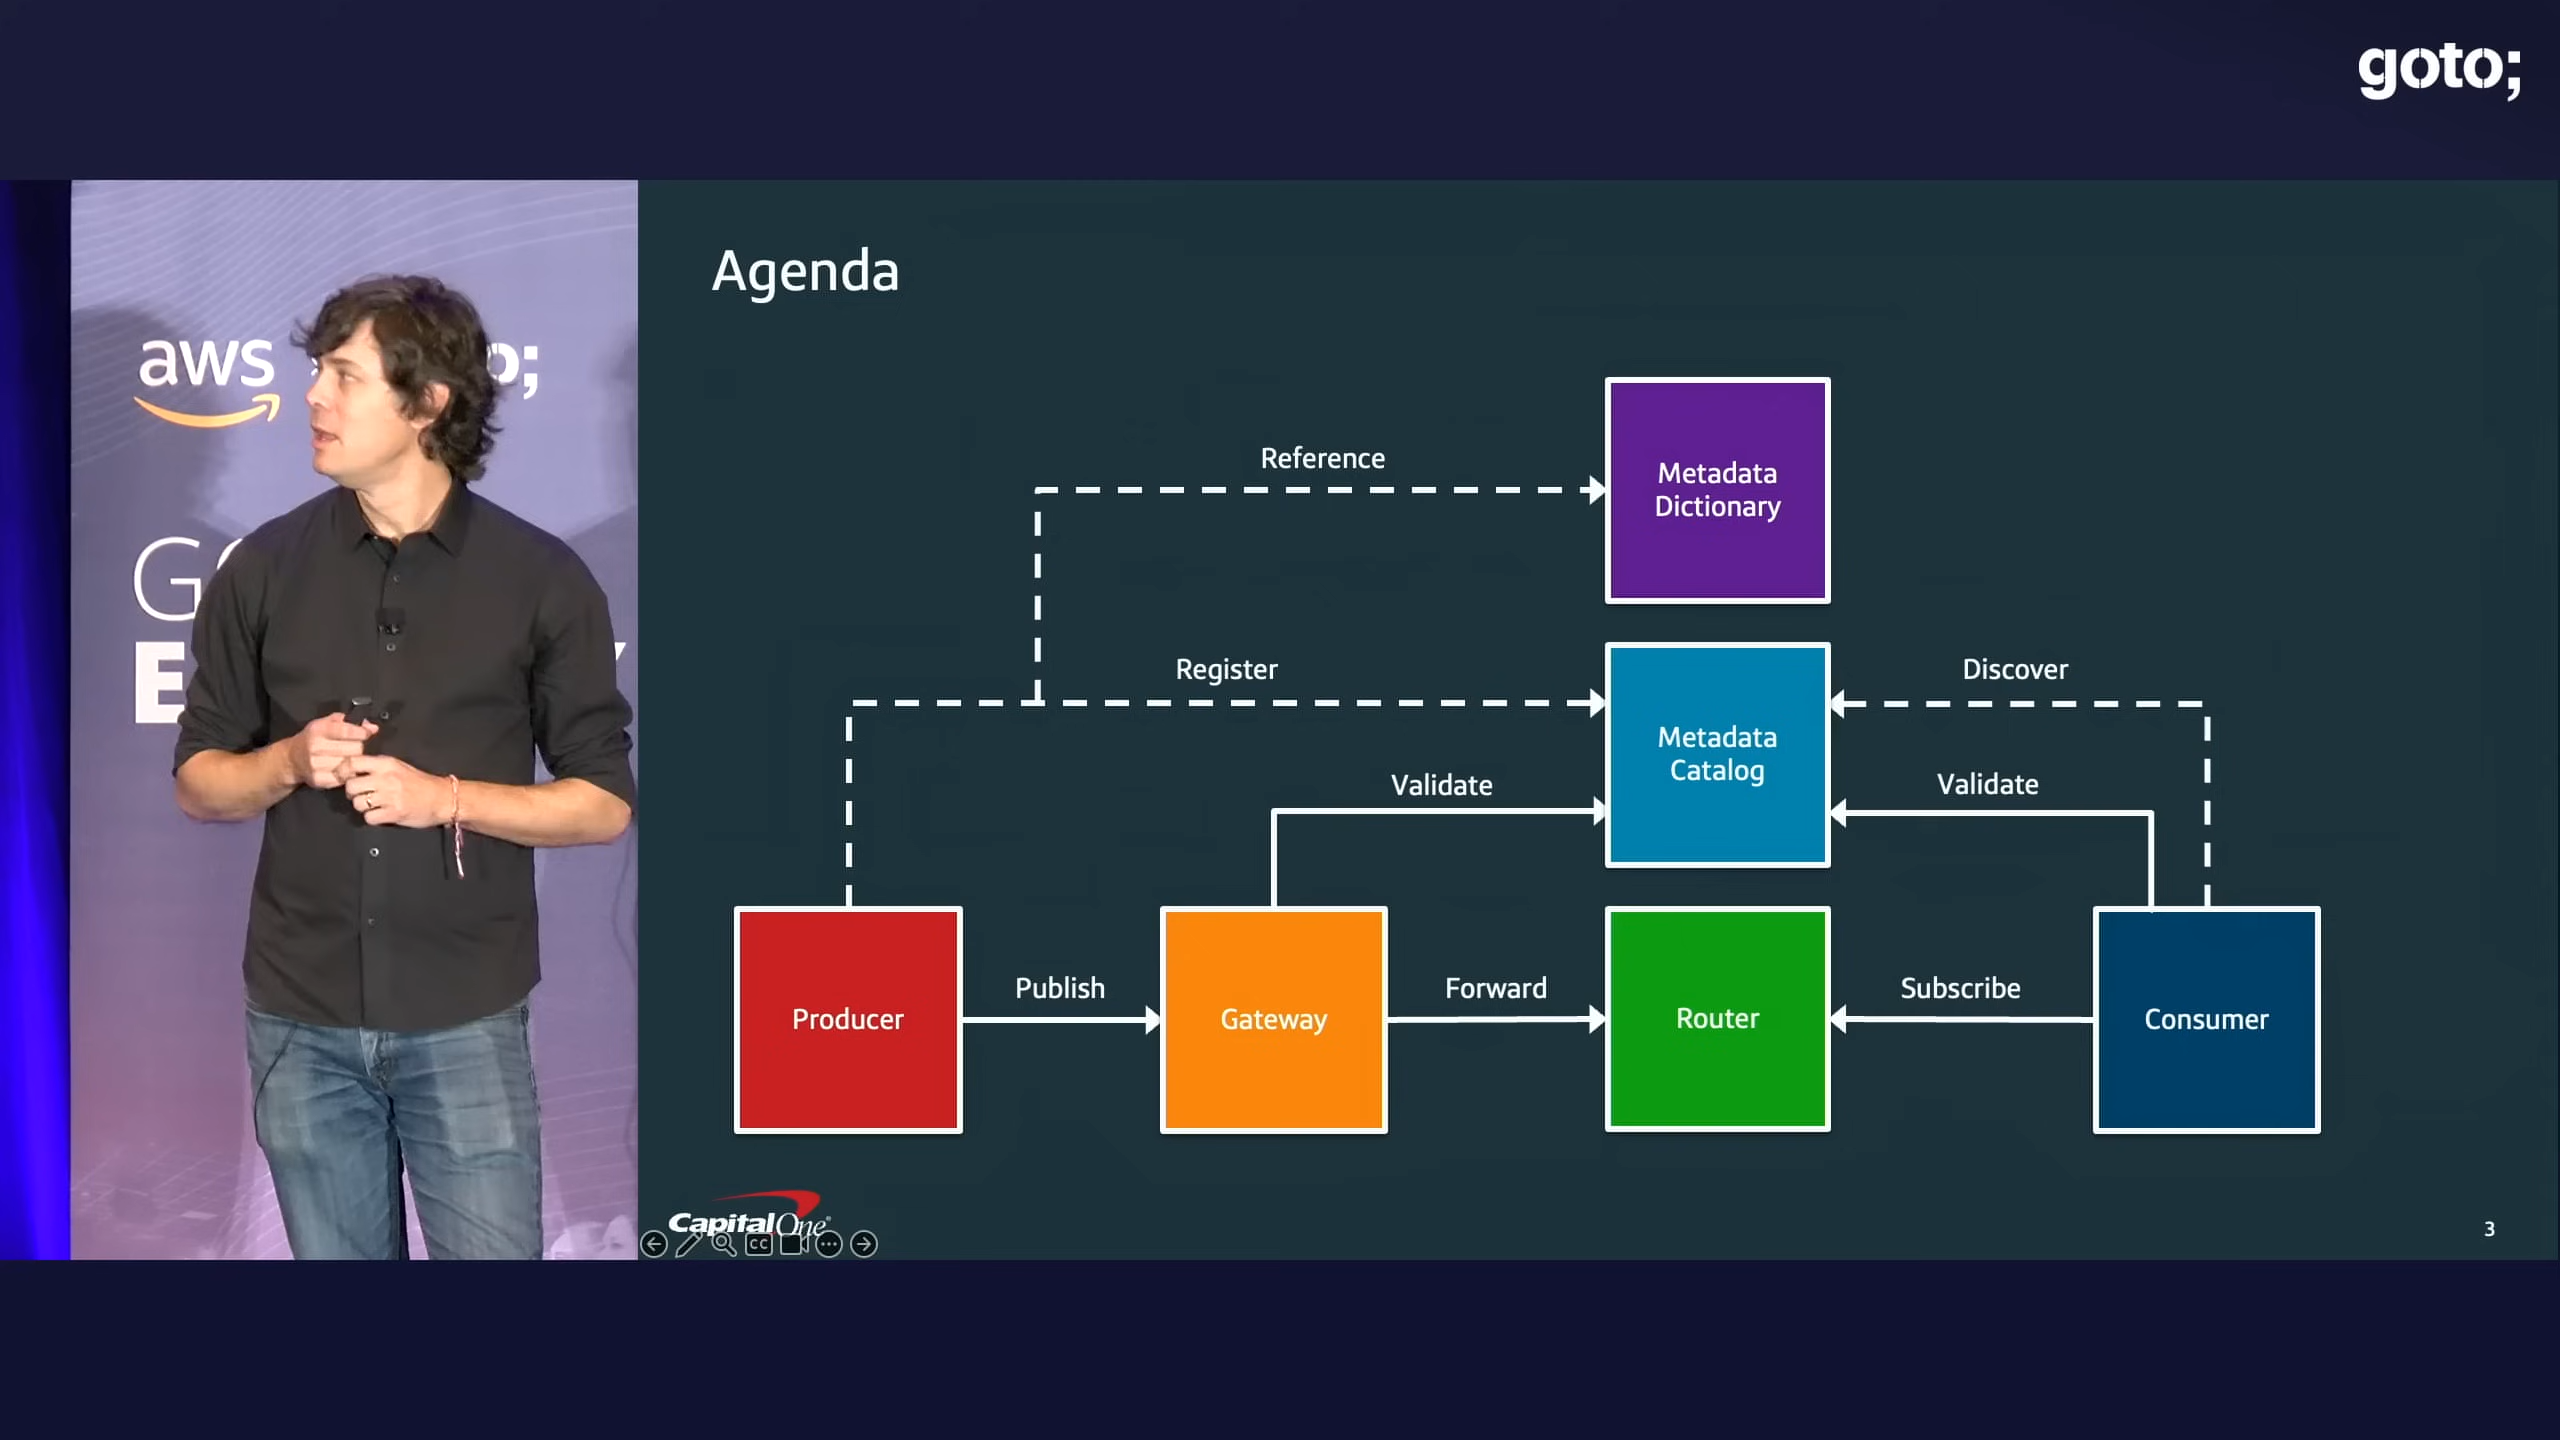 goto;
aws
o;
G
E
Agenda
Reference
Metadata
Dictionary
Register
Discover
Metadata
Catalog
Validate
Validate
Producer
Publish
Gateway
Forward
Router
Subscribe
Consumer
CapitalOne
CC
3